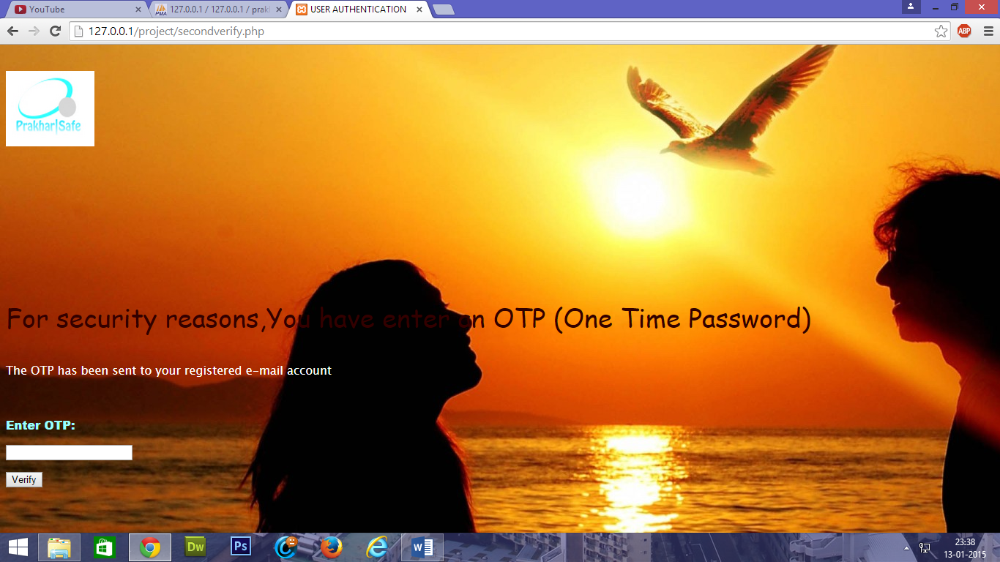 YouTube
127.0.0.1 / 127.0.0.1 / prakh
USER AUTHENTICATION
127.0.0.1/project/secondverify.php
ABP
Prakhar|Safe
For security reasons,You have enter an OTP (One Time Password)
The OTP has been sent to your registered e-mail account
Enter OTP:
Verify
Dw
Ps
23:38
13-01-2015